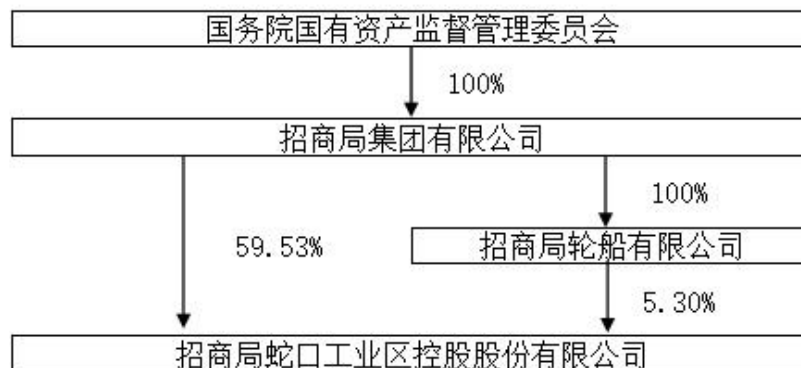 国务院国有资产监督管理委员会
100%
招商局集团有限公司
100%
59.53%
招商局轮船有限公司
5.30%
招商局蛇口工业区控股股份有限公司